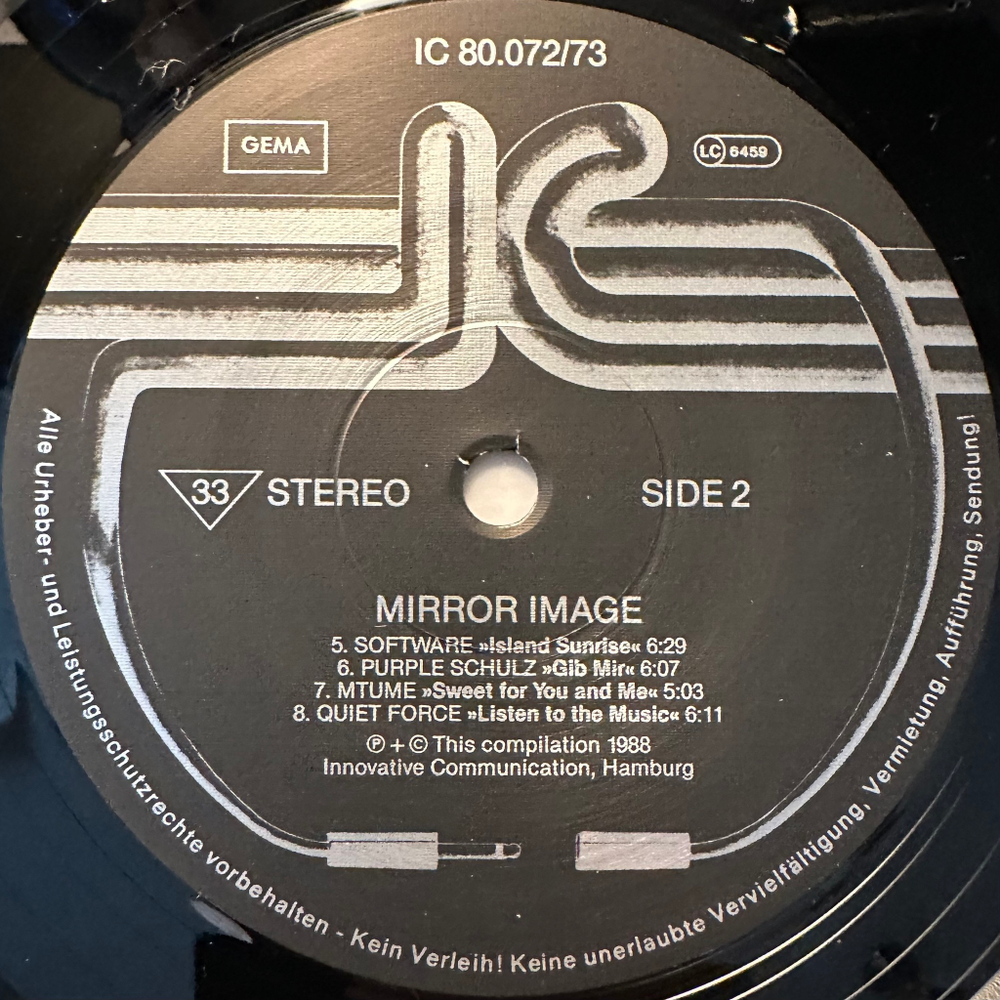 IC 80.072/73
GEMA
LC 6459
IC
33 STEREO
SIDE 2
MIRROR IMAGE
5. SOFTWARE »Island Sunrise« 6:29
6. PURPLE SCHULZ »Gib Mir« 6:07
7. MTUME »Sweet for You and Me« 5:03
8. QUIET FORCE »Listen to the Music« 6:11
℗ + © This compilation 1988
Innovative Communication, Hamburg
Alle Urheber- und Leistungsschutzrechte vorbehalten - Kein Verleih! Keine unerlaubte Vervielfältigung, Vermietung, Aufführung, Sendung!